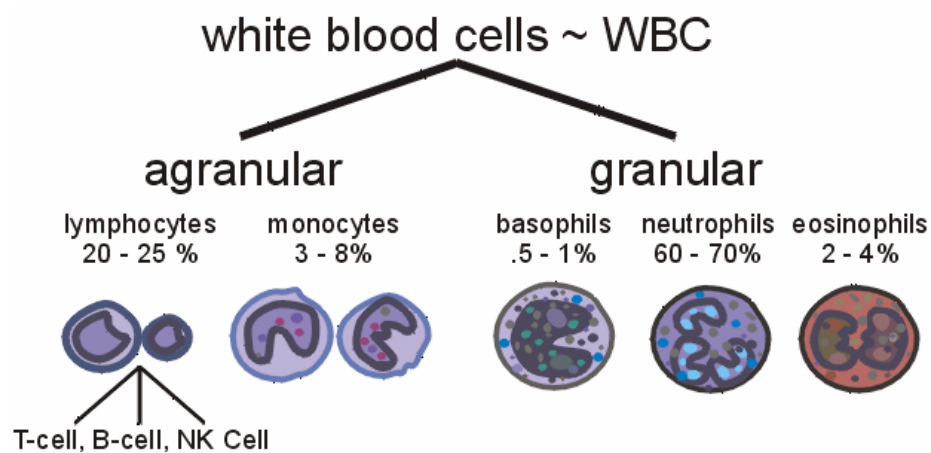 white blood cells ~ WBC
agranular granular
lymphocytes monocytes basophils neutrophils eosinophils
20 - 25 % 3 - 8% .5 - 1% 60 - 70% 2 - 4%
T-cell, B-cell, NK Cell